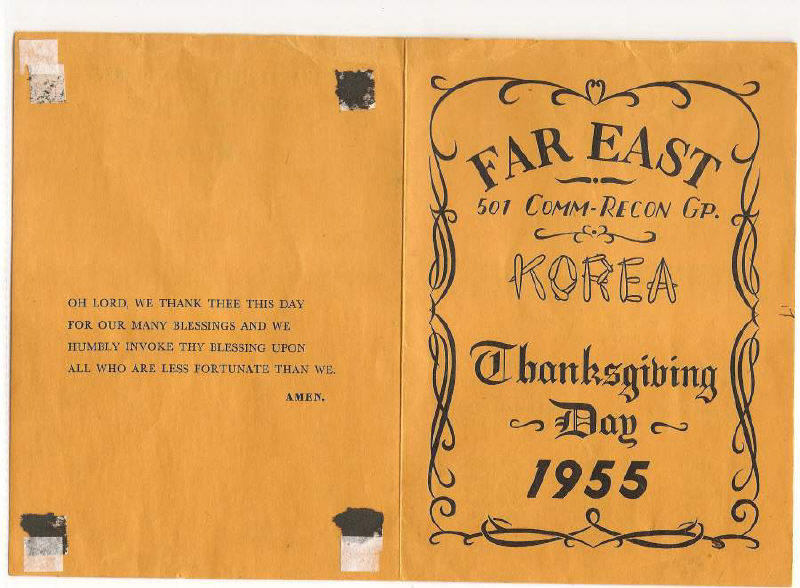 OH LORD, WE THANK THEE THIS DAY
FOR OUR MANY BLESSINGS AND WE
HUMBLY INVOKE THY BLESSING UPON
ALL WHO ARE LESS FORTUNATE THAN WE.
AMEN.
FAR EAST
501 COMM-RECON GP.
KOREA
Thanksgiving
Day
1955